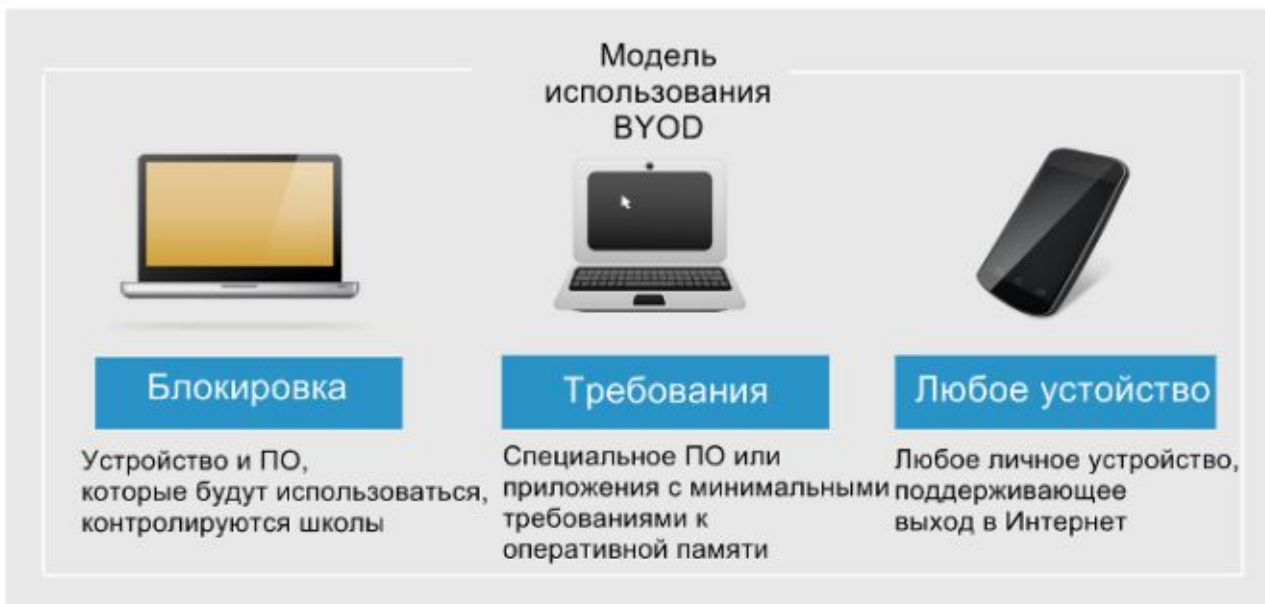 Модель
использования
BYOD
Блокировка
Устройство и ПО,
которые будут использоваться,
контролируются школы
Требования
Специальное ПО или
приложения с минимальными
требованиями к
оперативной памяти
Любое устойство
Любое личное устройство,
поддерживающее
выход в Интернет